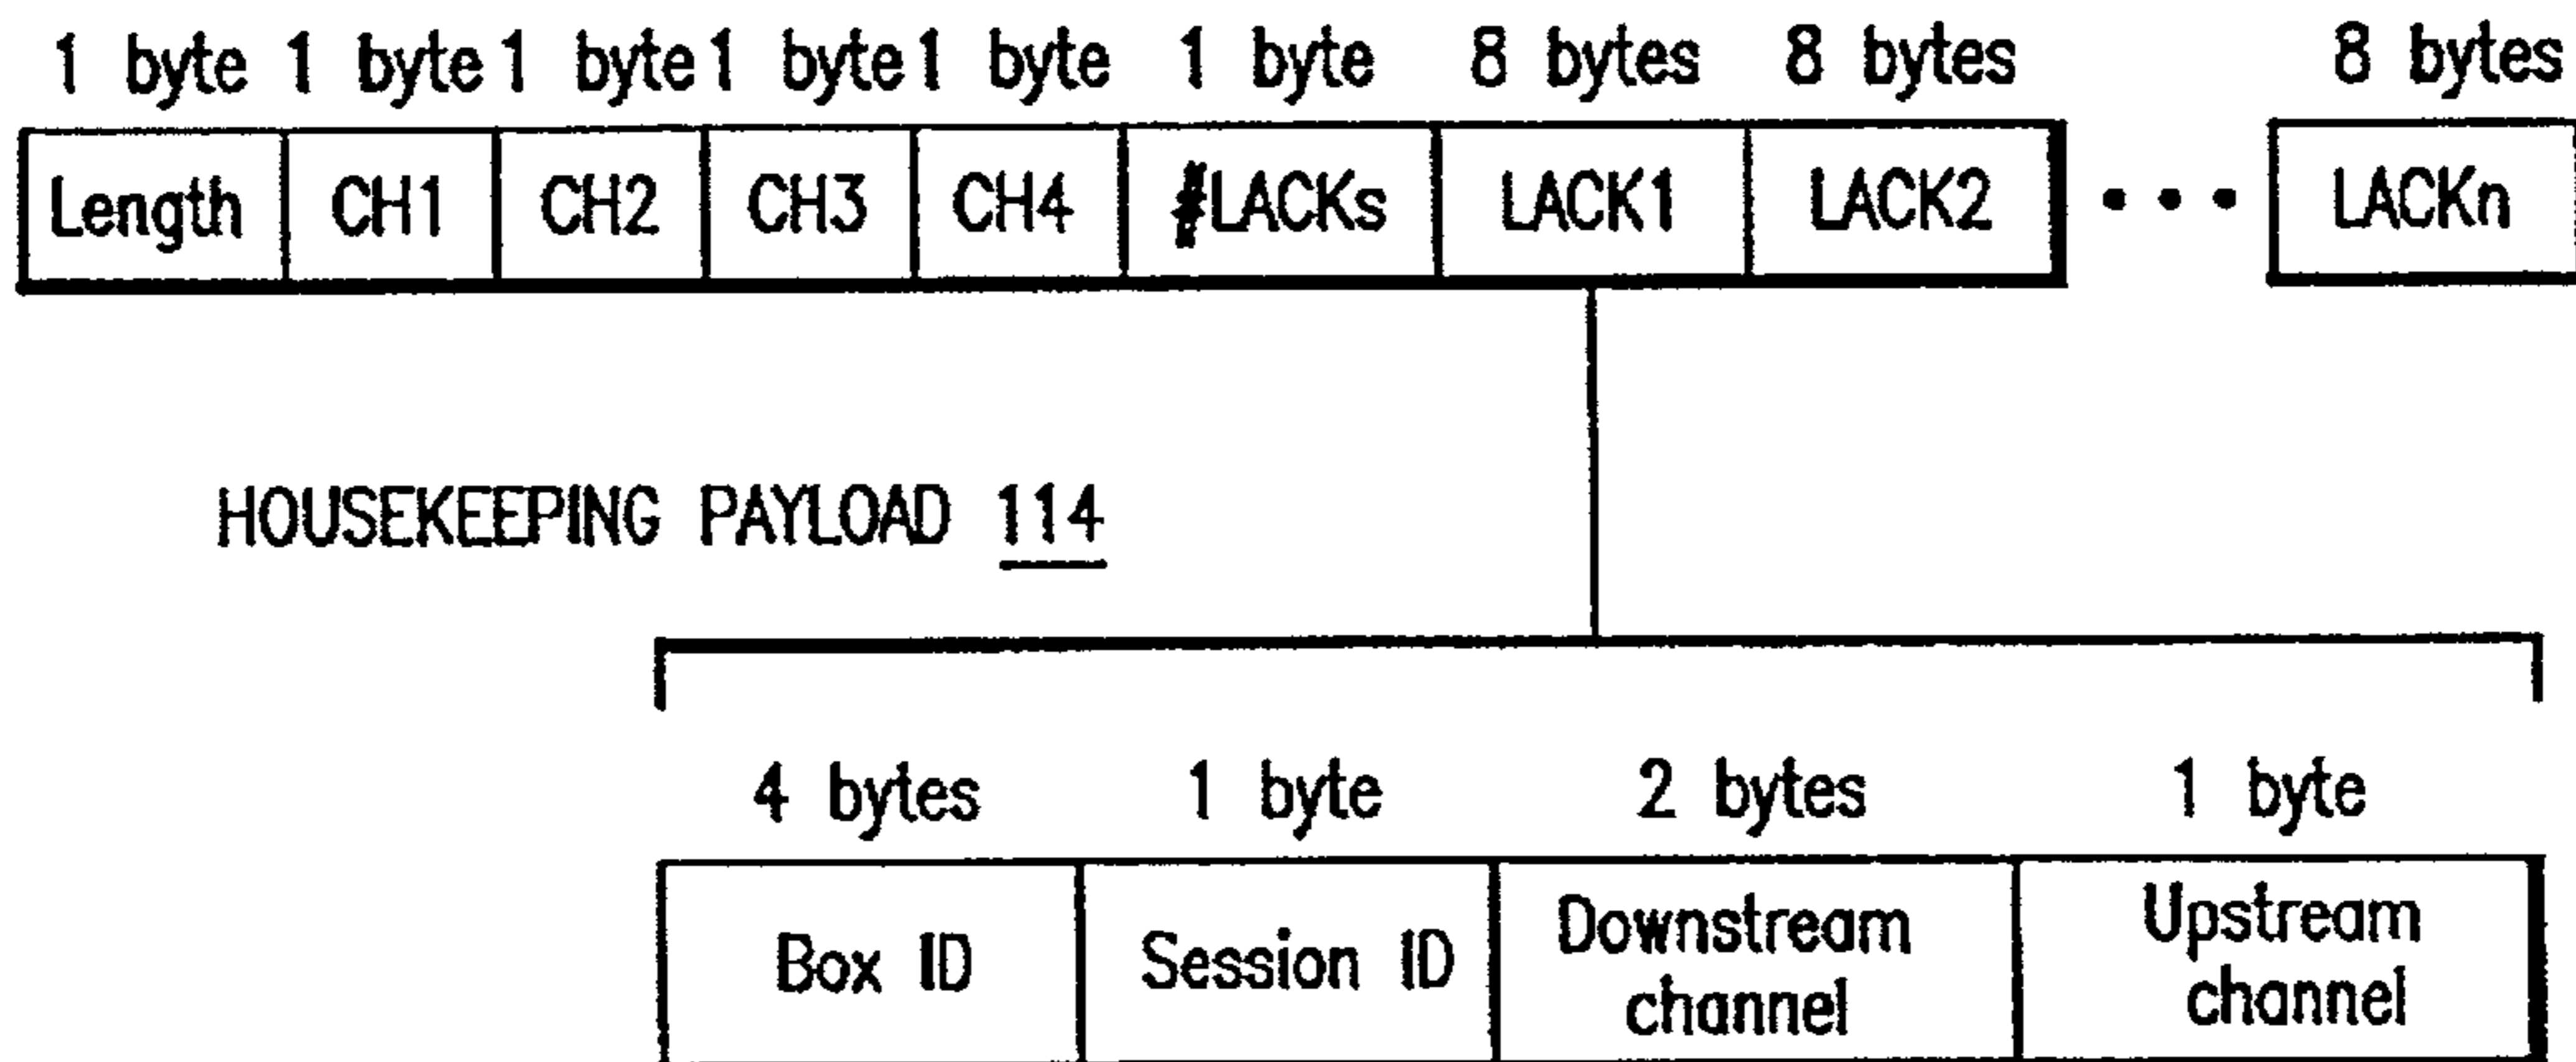 1 byte 1 byte 1 byte 1 byte 1 byte 1 byte 8 bytes 8 bytes 8 bytes
Length CH1 CH2 CH3 CH4 #LACKs LACK1 LACK2 • • • LACKn
HOUSEKEEPING PAYLOAD 114
4 bytes 1 byte 2 bytes 1 byte
Box ID Session ID Downstream channel Upstream channel